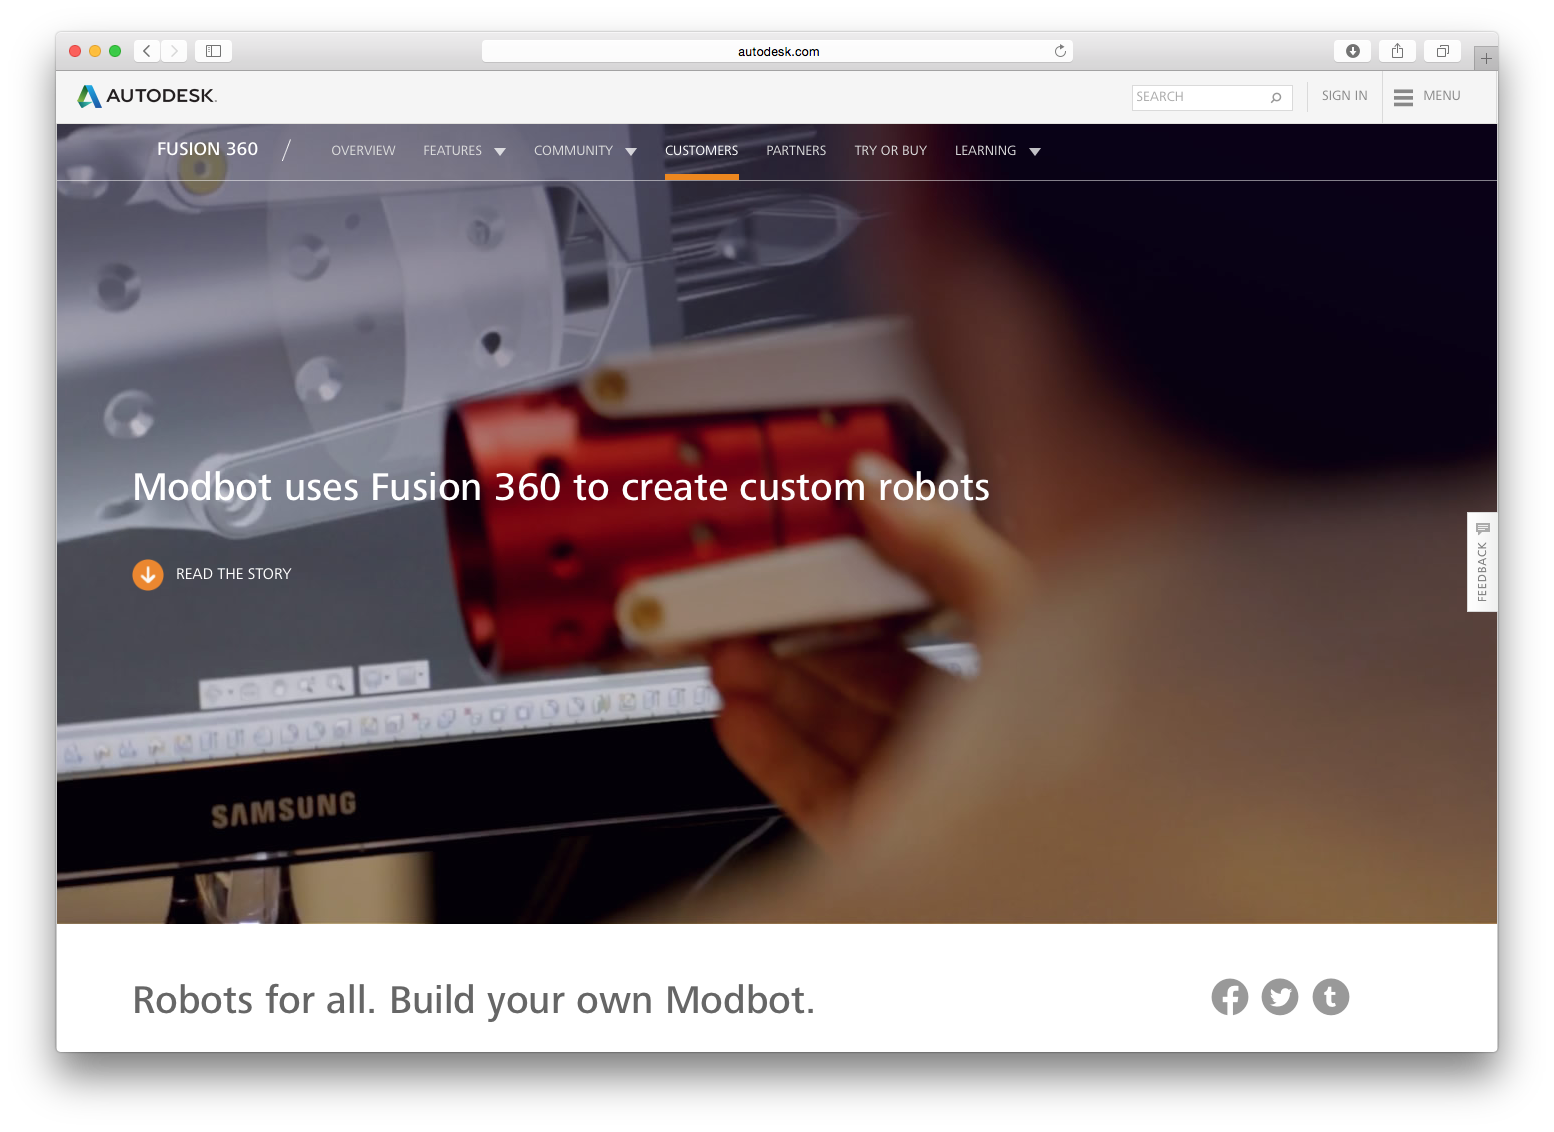 autodesk.com
AUTODESK.
SEARCH
SIGN IN
MENU
FUSION 360 /
OVERVIEW
FEATURES
COMMUNITY
CUSTOMERS
PARTNERS
TRY OR BUY
LEARNING
Modbot uses Fusion 360 to create custom robots
READ THE STORY
FEEDBACK
SAMSUNG
Robots for all. Build your own Modbot.